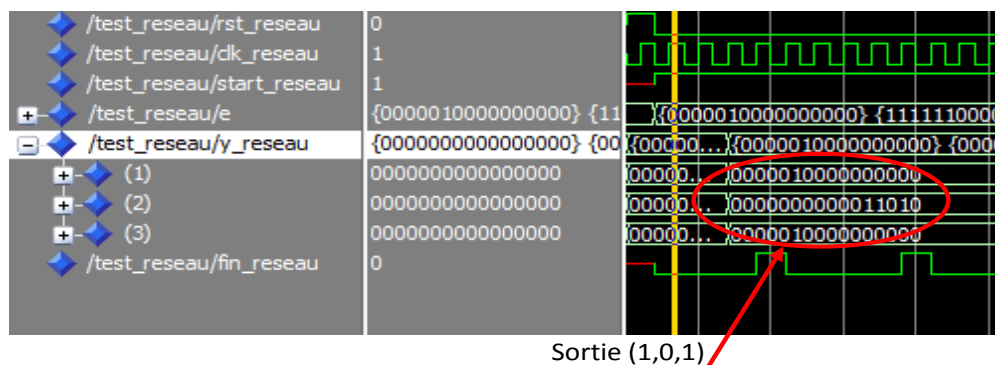 /test_reseau/rst_reseau 0
/test_reseau/clk_reseau 1
/test_reseau/start_reseau 1
/test_reseau/e {0000010000000000} {11 {0000010000000000} {1111110000
/test_reseau/y_reseau {0000000000000000} {00 {00000... {0000010000000000} {000
(1) 0000000000000000 00000... 0000010000000000
(2) 0000000000000000 00000... 0000000000011010
(3) 0000000000000000 00000... 0000010000000000
/test_reseau/fin_reseau 0
Sortie (1,0,1)